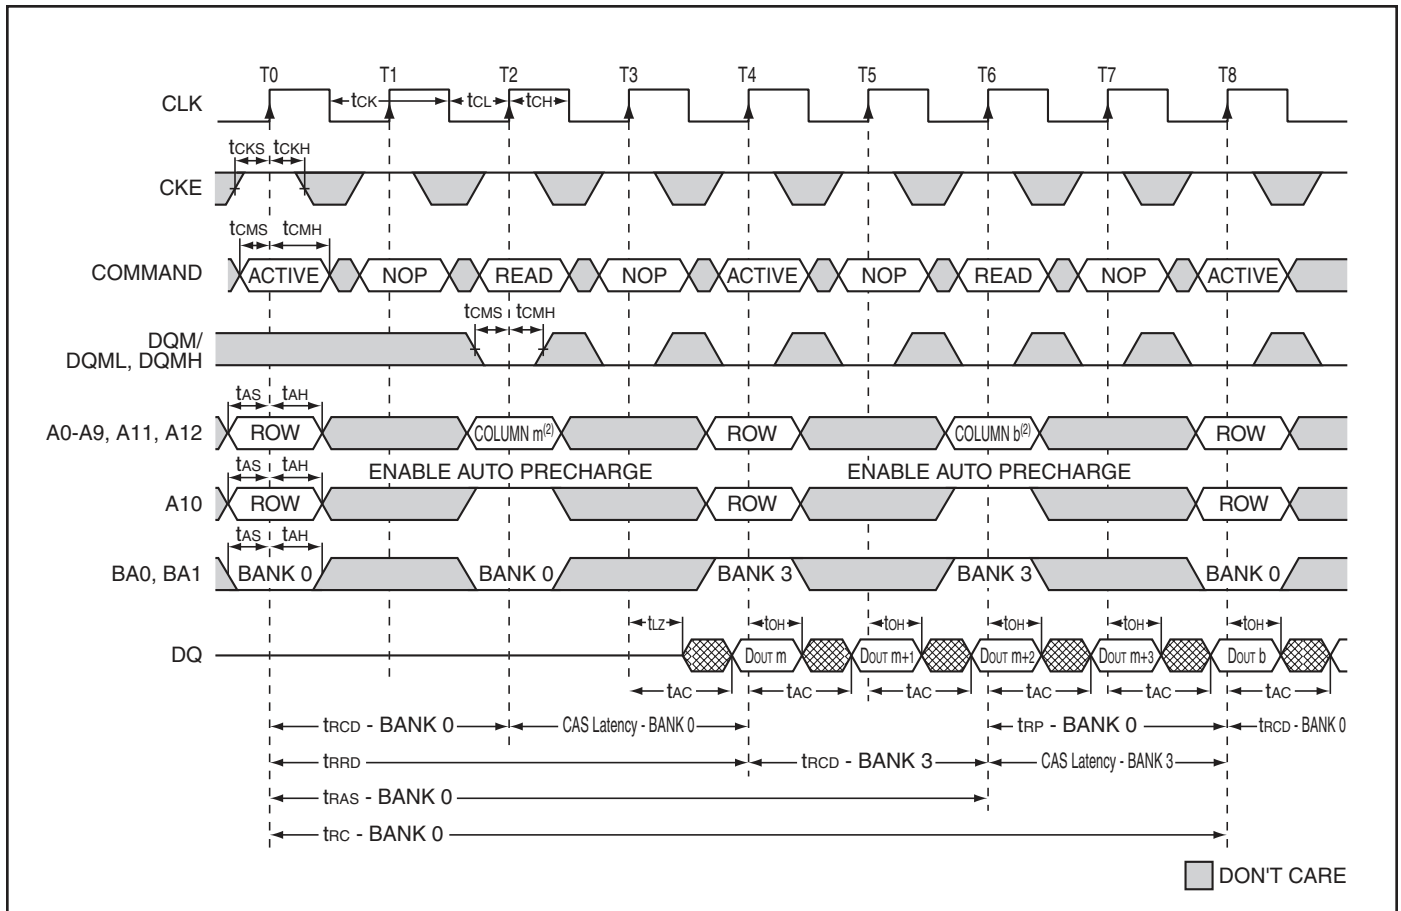 T0 T1 T2 T3 T4 T5 T6 T7 T8
CLK tCK tCL tCH
tCKS tCKH
CKE
tCMS tCMH
COMMAND ACTIVE NOP READ NOP ACTIVE NOP READ NOP ACTIVE
tCMS tCMH
DQM/
DQML, DQMH
tAS tAH
A0-A9, A11, A12 ROW COLUMN m(2) ROW COLUMN b(2) ROW
tAS tAH ENABLE AUTO PRECHARGE ENABLE AUTO PRECHARGE
A10 ROW ROW ROW
tAS tAH
BA0, BA1 BANK 0 BANK 0 BANK 3 BANK 3 BANK 0
tLZ tOH tOH tOH tOH tOH
DQ DOUT m DOUT m+1 DOUT m+2 DOUT m+3 DOUT b
tAC tAC tAC tAC tAC tAC
tRCD - BANK 0 CAS Latency - BANK 0 tRP - BANK 0 tRCD - BANK 0
tRRD tRCD - BANK 3 CAS Latency - BANK 3
tRAS - BANK 0
tRC - BANK 0
DON'T CARE